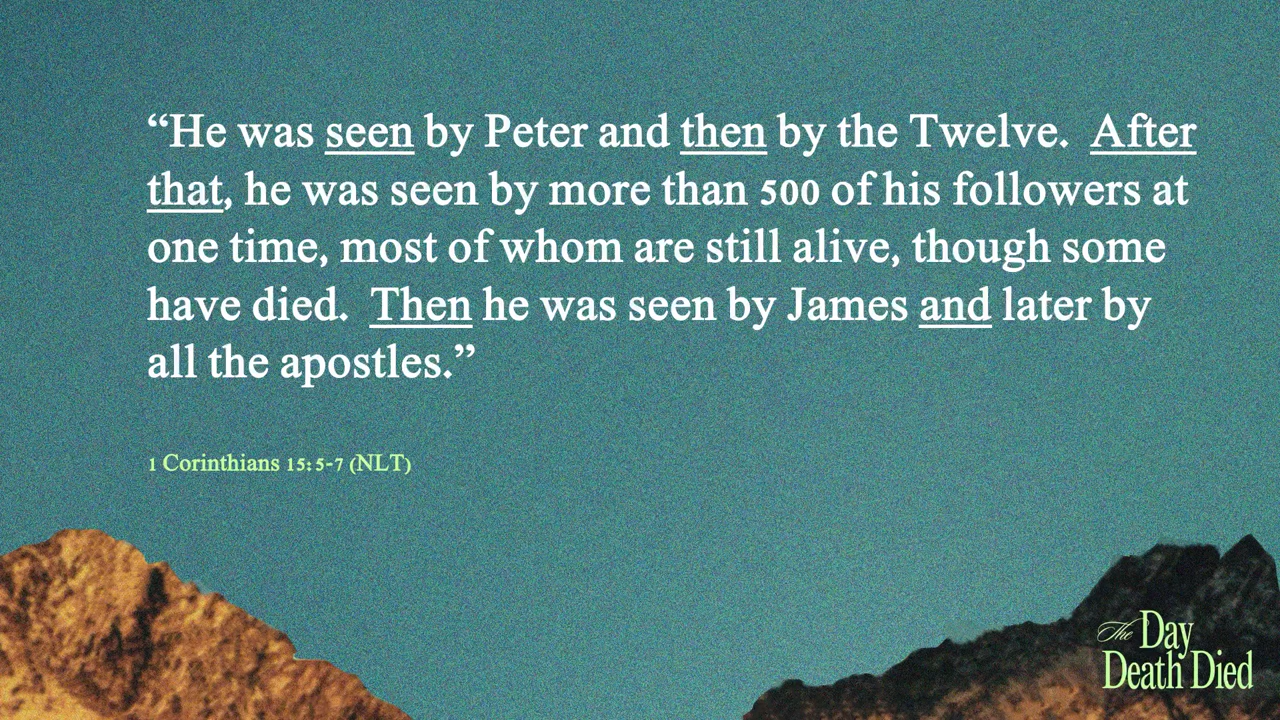 “He was seen by Peter and then by the Twelve.  After
that, he was seen by more than 500 of his followers at
one time, most of whom are still alive, though some
have died.  Then he was seen by James and later by
all the apostles.”
1 Corinthians 15:5-7 (NLT)
The Day
Death Died